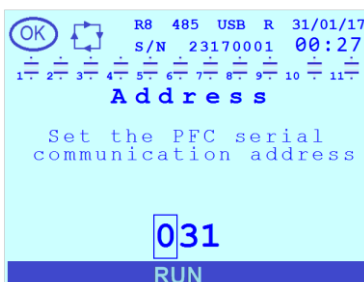 OK R8 485 USB R 31/01/17
S/N 23170001 00:27
1 2 3 4 5 6 7 8 9 10 11
Address
Set the PFC serial
communication address
031
RUN